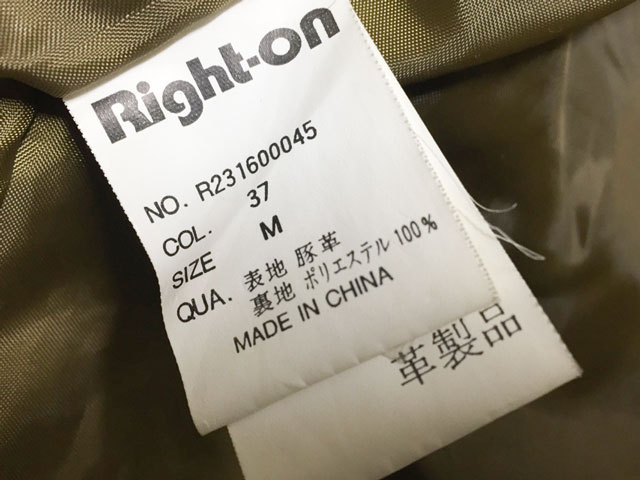 Right-on
NO. R231600045
COL. 37
SIZE M
QUA. 表地 豚革
裏地 ポリエステル 100%
MADE IN CHINA
革製品